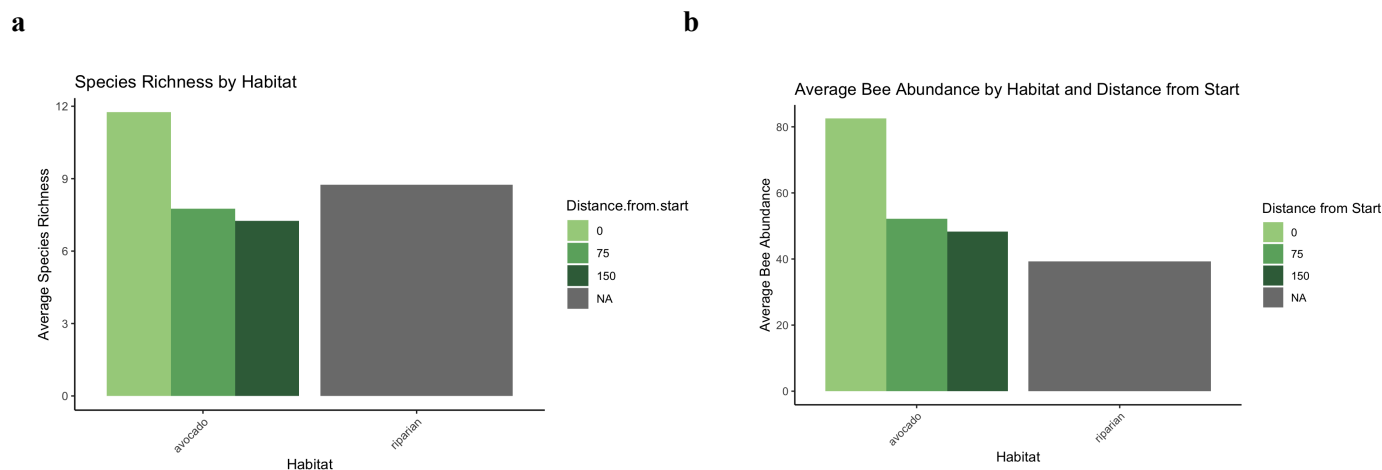 a
Species Richness by Habitat
Average Species Richness
12
9
6
3
0
avocado
riparian
Habitat
Distance.from.start
0
75
150
NA
b
Average Bee Abundance by Habitat and Distance from Start
Average Bee Abundance
80
60
40
20
0
avocado
riparian
Habitat
Distance from Start
0
75
150
NA